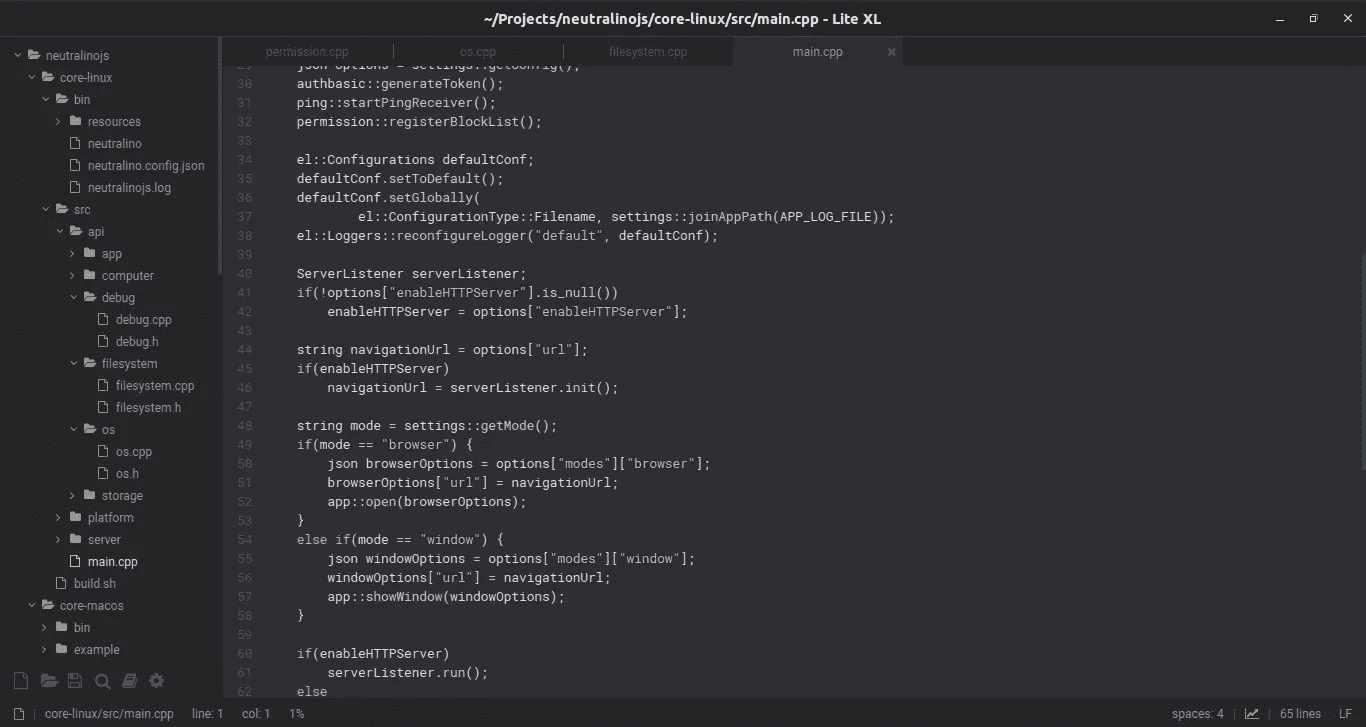 ~/Projects/neutralinojs/core-linux/src/main.cpp - Lite XL
neutralinojs
core-linux
bin
resources
neutralino
neutralino.config.json
neutralinojs.log
src
api
app
computer
debug
debug.cpp
debug.h
filesystem
filesystem.cpp
filesystem.h
os
os.cpp
os.h
storage
platform
server
main.cpp
build.sh
core-macos
bin
example
permission.cpp os.cpp filesystem.cpp main.cpp
29 json options = settings::getConfig();
30 authbasic::generateToken();
31 ping::startPingReceiver();
32 permission::registerBlockList();
33
34 el::Configurations defaultConf;
35 defaultConf.setToDefault();
36 defaultConf.setGlobally(
37 el::ConfigurationType::Filename, settings::joinAppPath(APP_LOG_FILE));
38 el::Loggers::reconfigureLogger("default", defaultConf);
39
40 ServerListener serverListener;
41 if(!options["enableHTTPServer"].is_null())
42 enableHTTPServer = options["enableHTTPServer"];
43
44 string navigationUrl = options["url"];
45 if(enableHTTPServer)
46 navigationUrl = serverListener.init();
47
48 string mode = settings::getMode();
49 if(mode == "browser") {
50 json browserOptions = options["modes"]["browser"];
51 browserOptions["url"] = navigationUrl;
52 app::open(browserOptions);
53 }
54 else if(mode == "window") {
55 json windowOptions = options["modes"]["window"];
56 windowOptions["url"] = navigationUrl;
57 app::showWindow(windowOptions);
58 }
59
60 if(enableHTTPServer)
61 serverListener.run();
62 else
core-linux/src/main.cpp line: 1 col: 1 1% spaces: 4 65 lines LF